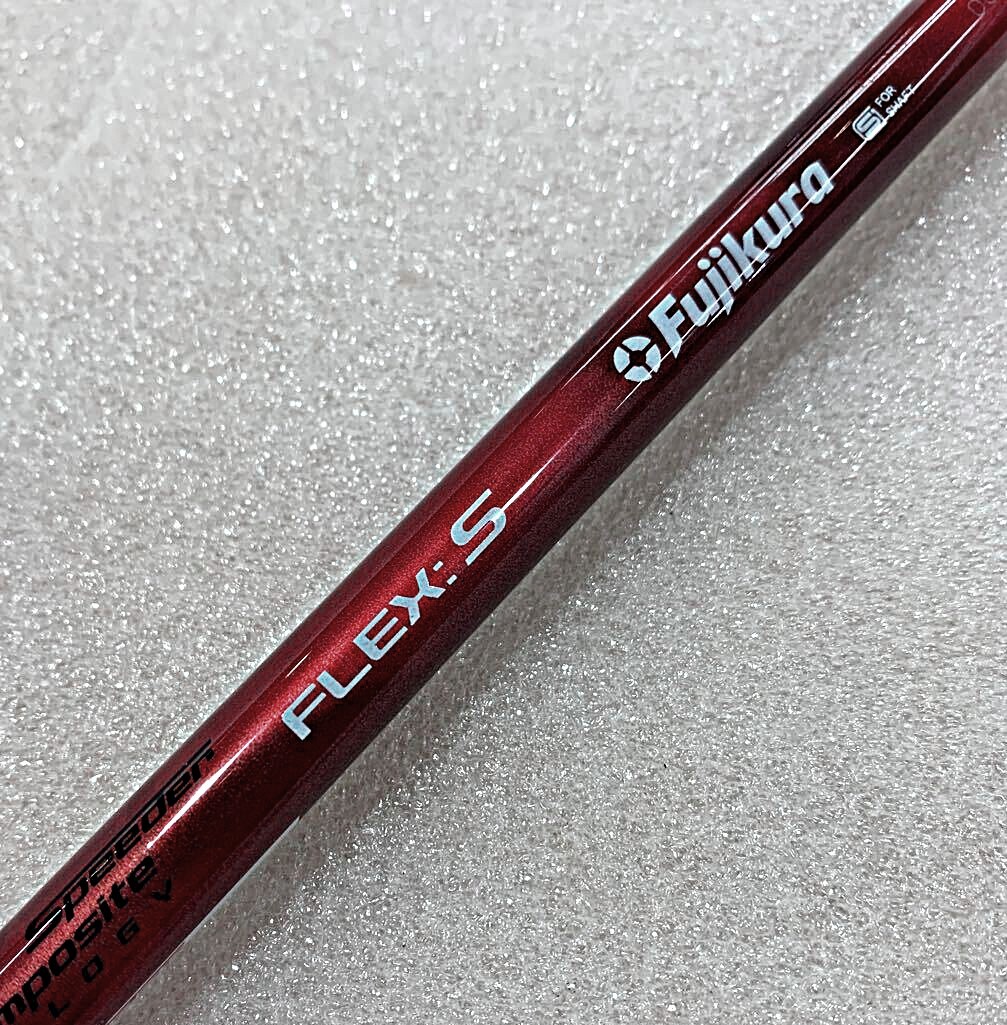 speeder
mposite
L O G Y
FLEX: S
Fujikura
S FOR
SHAFT